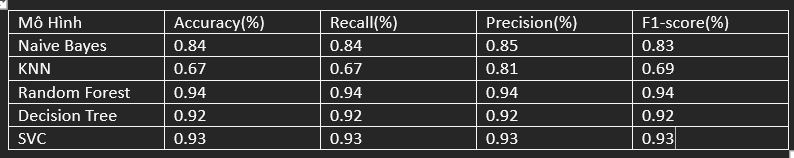 Mô Hình Accuracy(%) Recall(%) Precision(%) F1-score(%)
Naive Bayes 0.84 0.84 0.85 0.83
KNN 0.67 0.67 0.81 0.69
Random Forest 0.94 0.94 0.94 0.94
Decision Tree 0.92 0.92 0.92 0.92
SVC 0.93 0.93 0.93 0.93